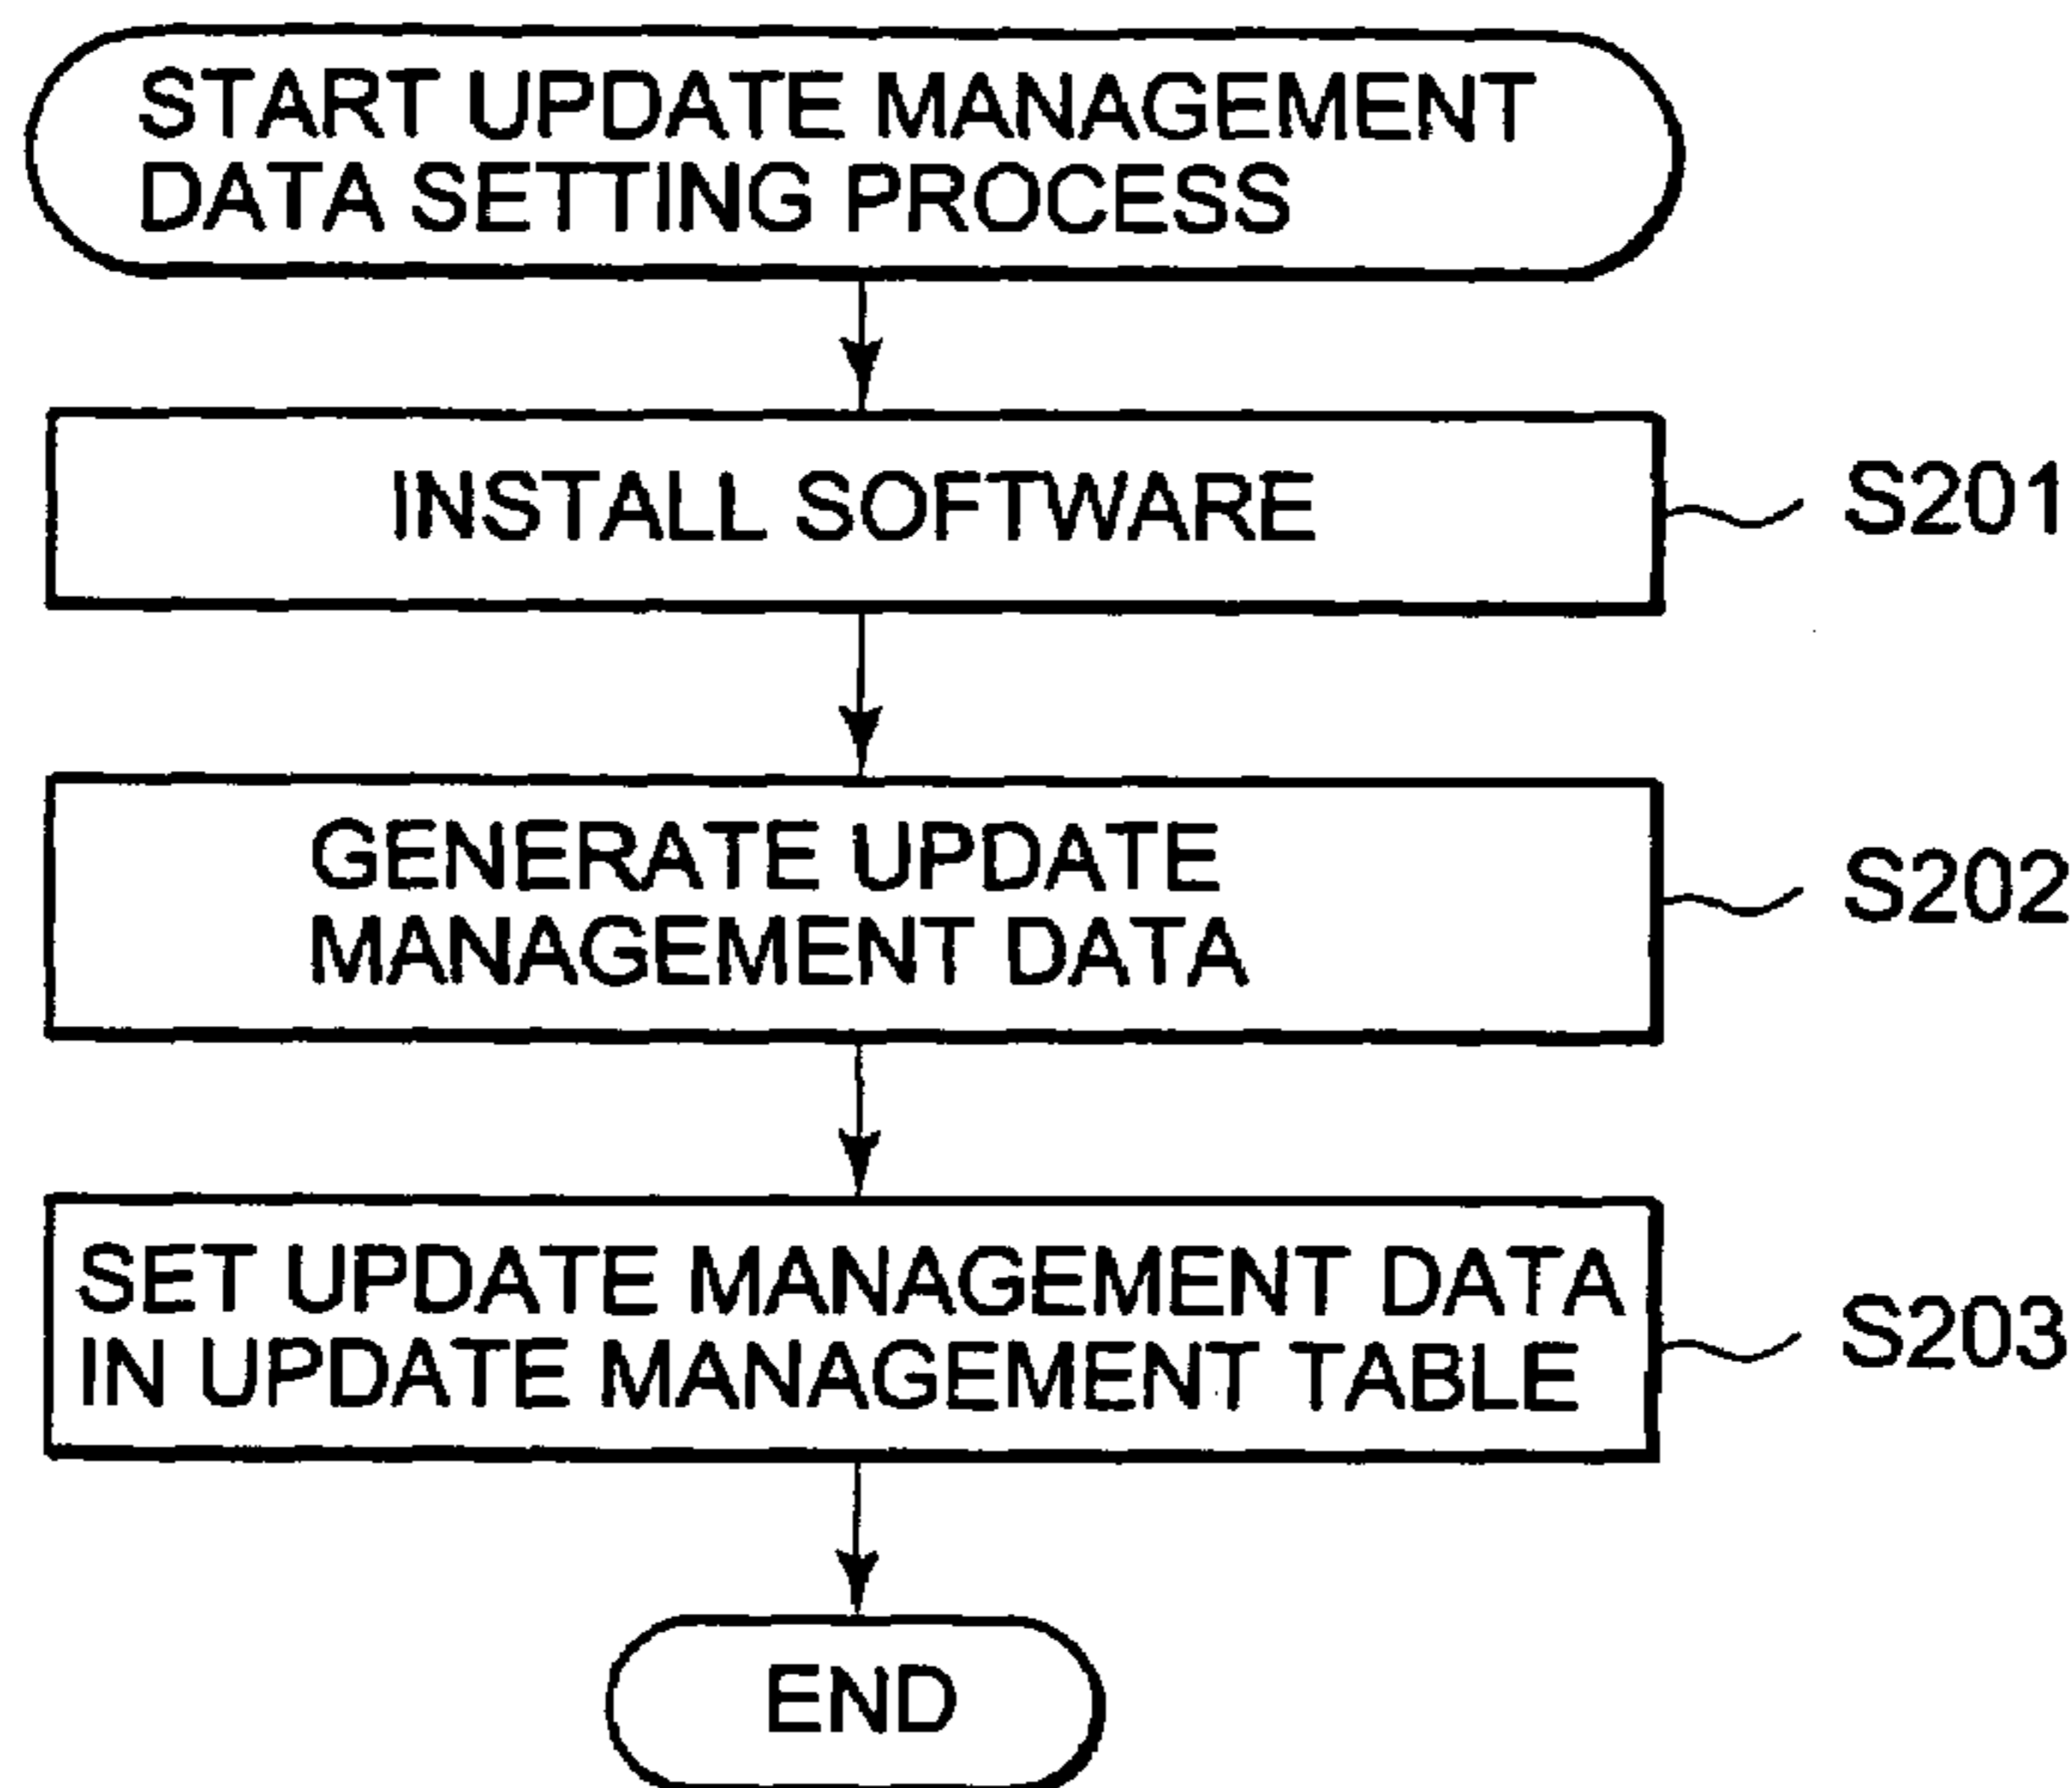 START UPDATE MANAGEMENT
DATA SETTING PROCESS
INSTALL SOFTWARE
S201
GENERATE UPDATE
MANAGEMENT DATA
S202
SET UPDATE MANAGEMENT DATA
IN UPDATE MANAGEMENT TABLE
S203
END